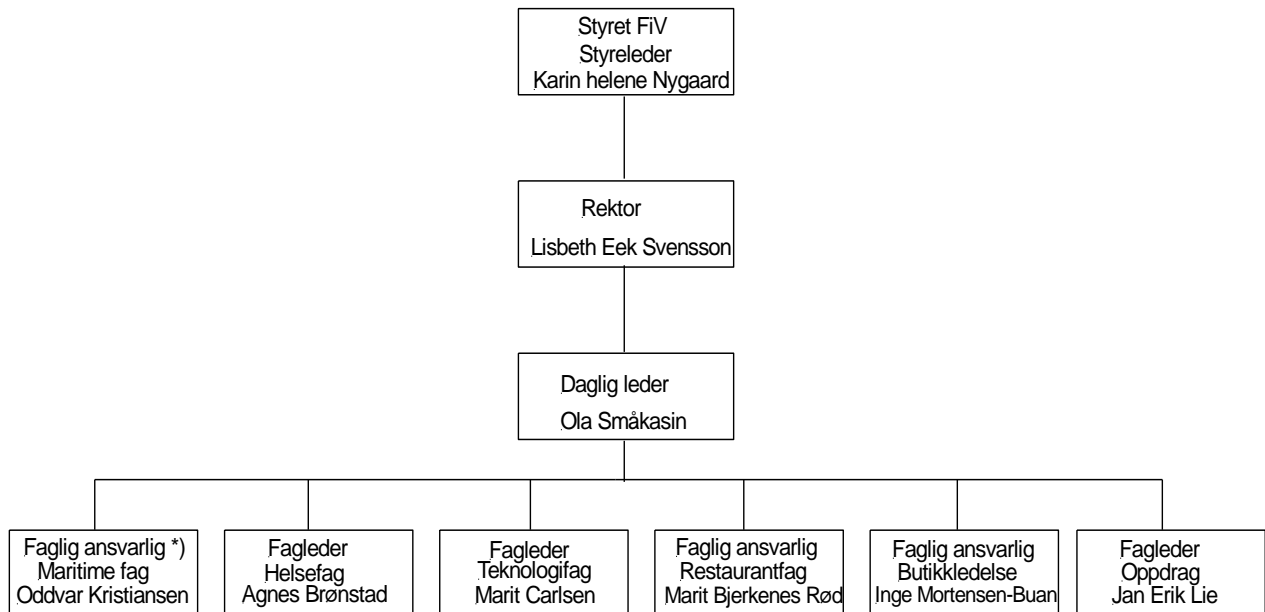 Styret FiV
Styreleder
Karin helene Nygaard
Rektor
Lisbeth Eek Svensson
Daglig leder
Ola Småkasin
Faglig ansvarlig *)
Maritime fag
Oddvar Kristiansen
Fagleder
Helsefag
Agnes Brønstad
Fagleder
Teknologifag
Marit Carlsen
Faglig ansvarlig
Restaurantfag
Marit Bjerkenes Rød
Faglig ansvarlig
Butikkledelse
Inge Mortensen-Buan
Fagleder
Oppdrag
Jan Erik Lie